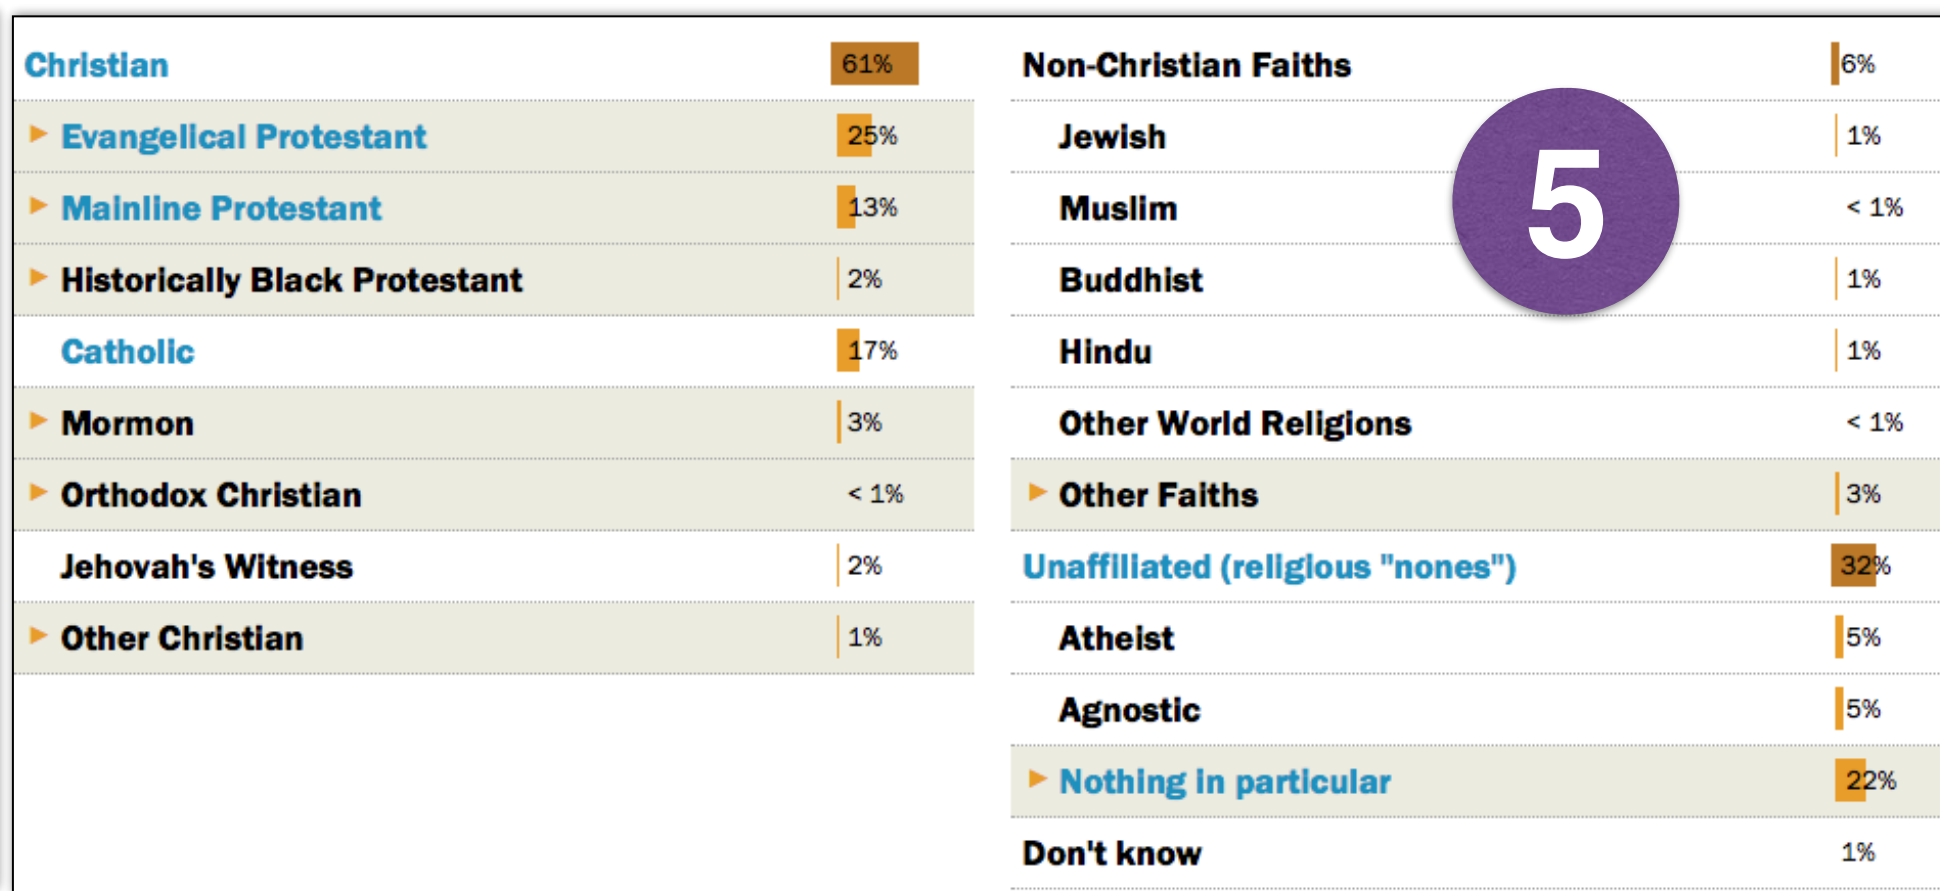 Christian 61%
Evangelical Protestant 25%
Mainline Protestant 13%
Historically Black Protestant 2%
Catholic 17%
Mormon 3%
Orthodox Christian < 1%
Jehovah's Witness 2%
Other Christian 1%
Non-Christian Faiths 6%
Jewish 1%
Muslim < 1%
Buddhist 1%
Hindu 1%
Other World Religions < 1%
Other Faiths 3%
Unaffiliated (religious "nones") 32%
Atheist 5%
Agnostic 5%
Nothing in particular 22%
Don't know 1%
5